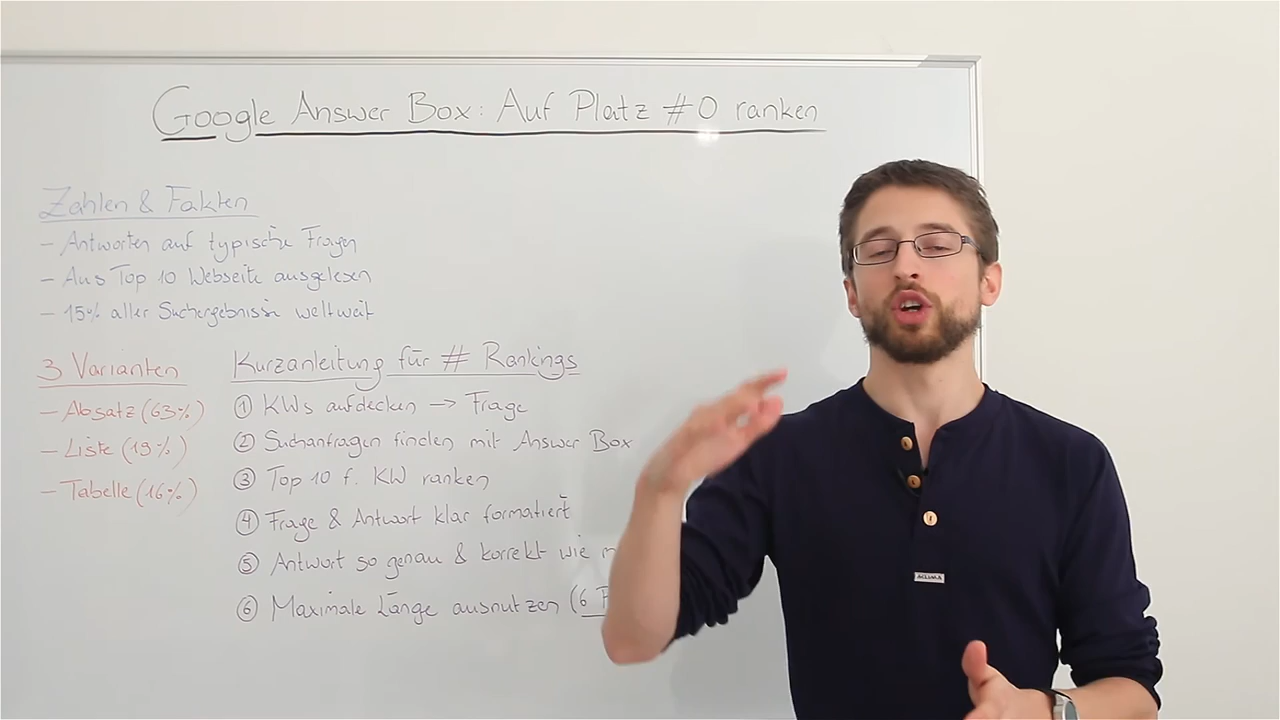 Google Answer Box: Auf Platz #0 ranken
Zahlen & Fakten
- Antworten auf typische Fragen
- Aus Top 10 Webseite ausgelesen
- 15% aller Suchergebnisse weltweit
3 Varianten
- Absatz (63%)
- Liste (19%)
- Tabelle (16%)
Kurzanleitung für # Rankings
① KWs aufdecken → Frage
② Suchanfragen finden mit Answer Box
③ Top 10 f. KW ranken
④ Frage & Antwort klar formatiert
⑤ Antwort so genau & korrekt wie
⑥ Maximale Länge ausnutzen (6
ACLIMA